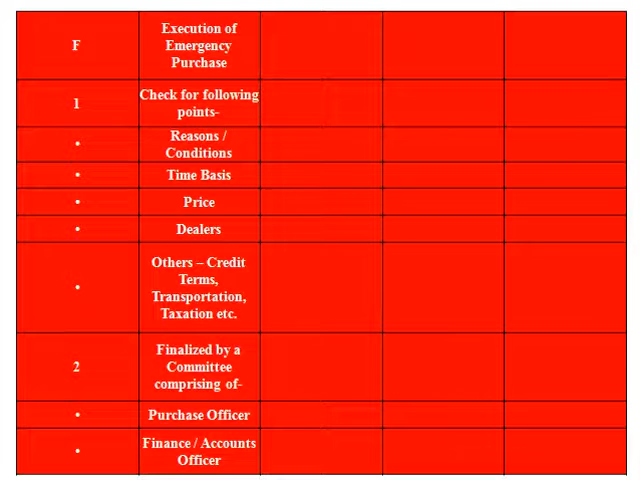 F
Execution of
Emergency
Purchase
1
Check for following
points-
•
Reasons /
Conditions
•
Time Basis
•
Price
•
Dealers
•
Others – Credit
Terms,
Transportation,
Taxation etc.
2
Finalized by a
Committee
comprising of-
•
Purchase Officer
•
Finance / Accounts
Officer